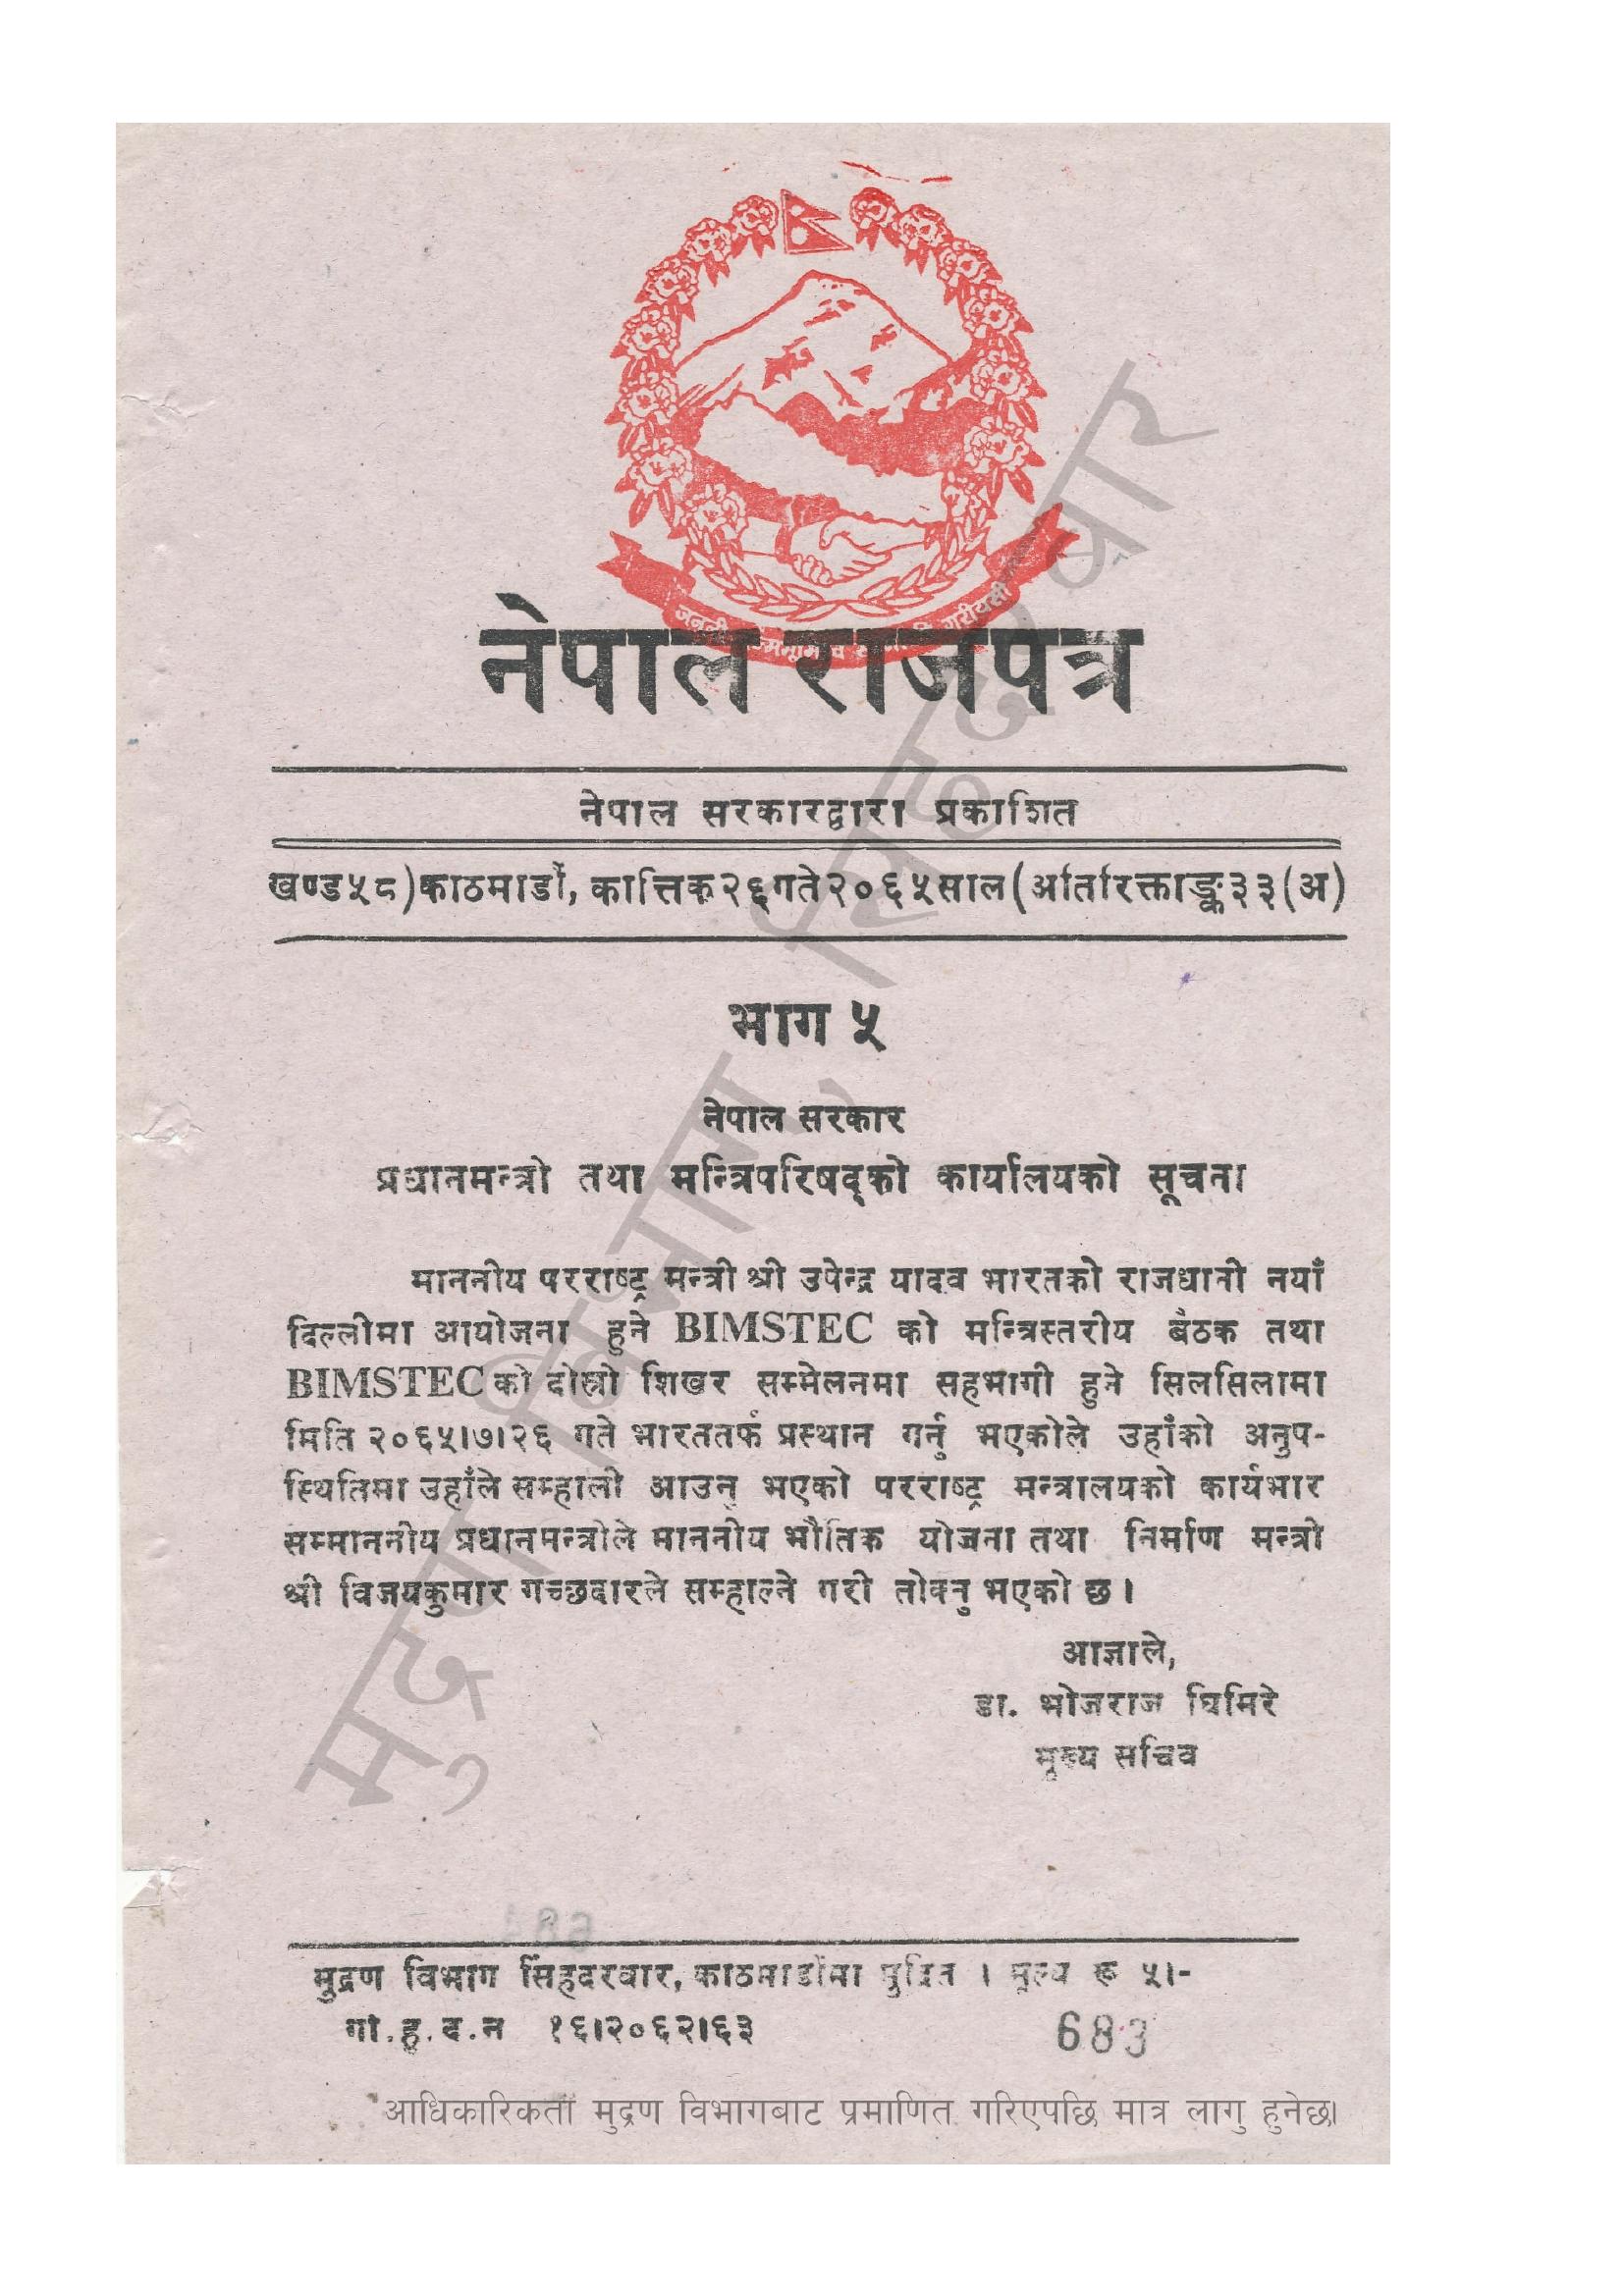 नेपाल राजपत्र
नेपाल सरकारद्वारा प्रकाशित
खण्ड ५८) काठमाडौं, कात्तिक २६ गते २०६५ साल (अतिरिक्ताङ्क ३३ (अ)
भाग ५
नेपाल सरकार
प्रधानमन्त्री तथा मन्त्रिपरिषद्को कार्यालयको सूचना
माननीय परराष्ट्र मन्त्री श्री उपेन्द्र यादव भारतको राजधानी नयाँ
दिल्लीमा आयोजना हुने BIMSTEC को मन्त्रिस्तरीय बैठक तथा
BIMSTEC को दोस्रो शिखर सम्मेलनमा सहभागी हुने सिलसिलामा
मिति २०६५।७।२६ गते भारततर्फ प्रस्थान गर्नु भएकोले उहाँको अनुप-
स्थितिमा उहाँले सम्हाली आउनु भएको परराष्ट्र मन्त्रालयको कार्यभार
सम्माननीय प्रधानमन्त्रीले माननीय भौतिक योजना तथा निर्माण मन्त्री
श्री विजयकुमार गच्छदारले सम्हाल्ने गरी तोक्नु भएको छ ।
आज्ञाले,
डा. भोजराज घिमिरे
मुख्य सचिव
मुद्रण विभाग सिंहदरवार, काठमाडौंमा मुद्रित । मूल्य रू ५।-
गो.ह.द.न १६।२०६२।६३
683
आधिकारिकता मुद्रण विभागबाट प्रमाणित गरिएपछि मात्र लागु हुनेछ।
मुद्रण विभाग, सिंहदरबार